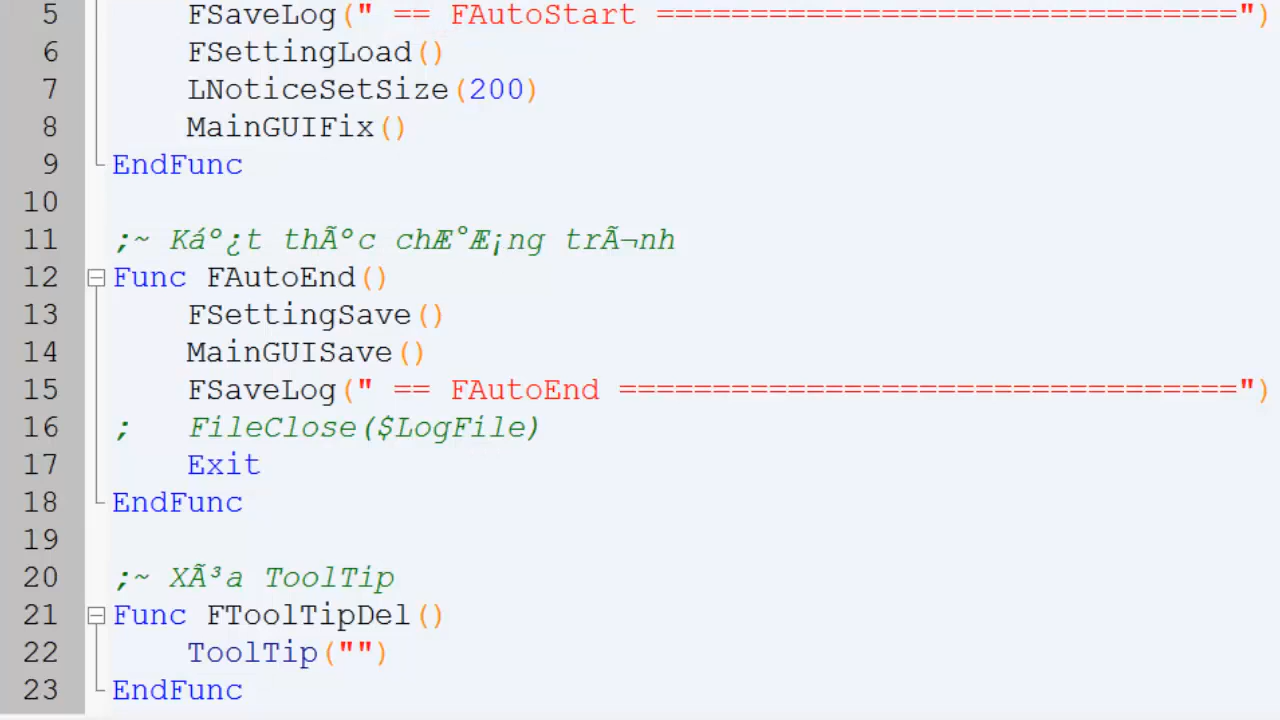 5 FSaveLog(" == FAutoStart ===============================")
6 FSettingLoad()
7 LNoticeSetSize(200)
8 MainGUIFix()
9 EndFunc
10
11 ;~ Káº¿t thÃºc chÆ°Æ¡ng trÃ¬nh
12 Func FAutoEnd()
13 FSettingSave()
14 MainGUISave()
15 FSaveLog(" == FAutoEnd =================================")
16 ; FileClose($LogFile)
17 Exit
18 EndFunc
19
20 ;~ XÃ³a ToolTip
21 Func FToolTipDel()
22 ToolTip("")
23 EndFunc